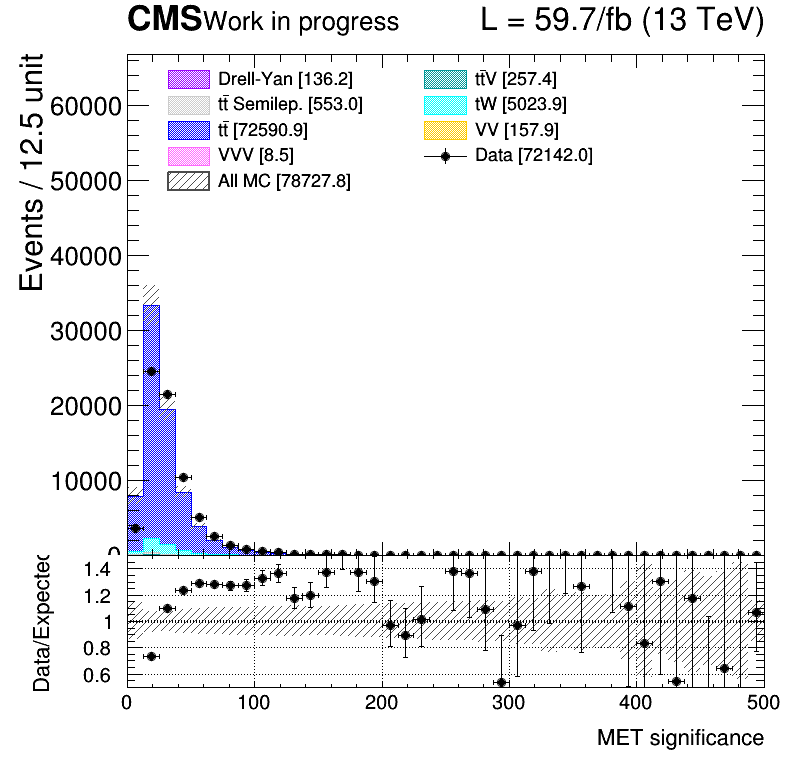 CMS Work in progress L = 59.7/fb (13 TeV)
Events / 12.5 unit
60000
50000
40000
30000
20000
10000
0
Drell-Yan [136.2]
tt̄ Semilep. [553.0]
tt̄ [72590.9]
VVV [8.5]
All MC [78727.8]
tt̄V [257.4]
tW [5023.9]
VV [157.9]
Data [72142.0]
Data/Expected
1.4
1.2
1
0.8
0.6
0 100 200 300 400 500
MET significance